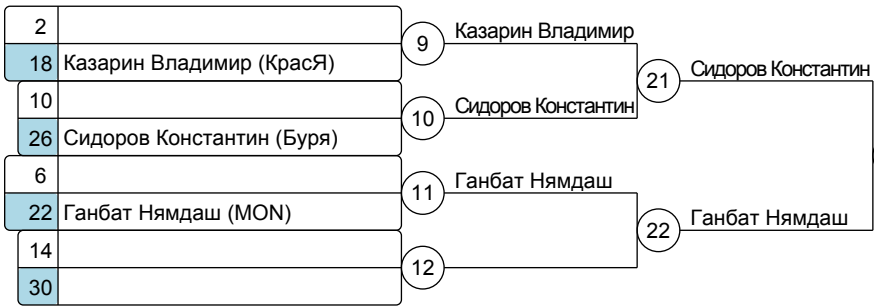 2
18 Казарин Владимир (КрасЯ)
9 Казарин Владимир
10
26 Сидоров Константин (Буря)
10 Сидоров Константин
21 Сидоров Константин
6
22 Ганбат Нямдаш (MON)
11 Ганбат Нямдаш
14
30
12
22 Ганбат Нямдаш